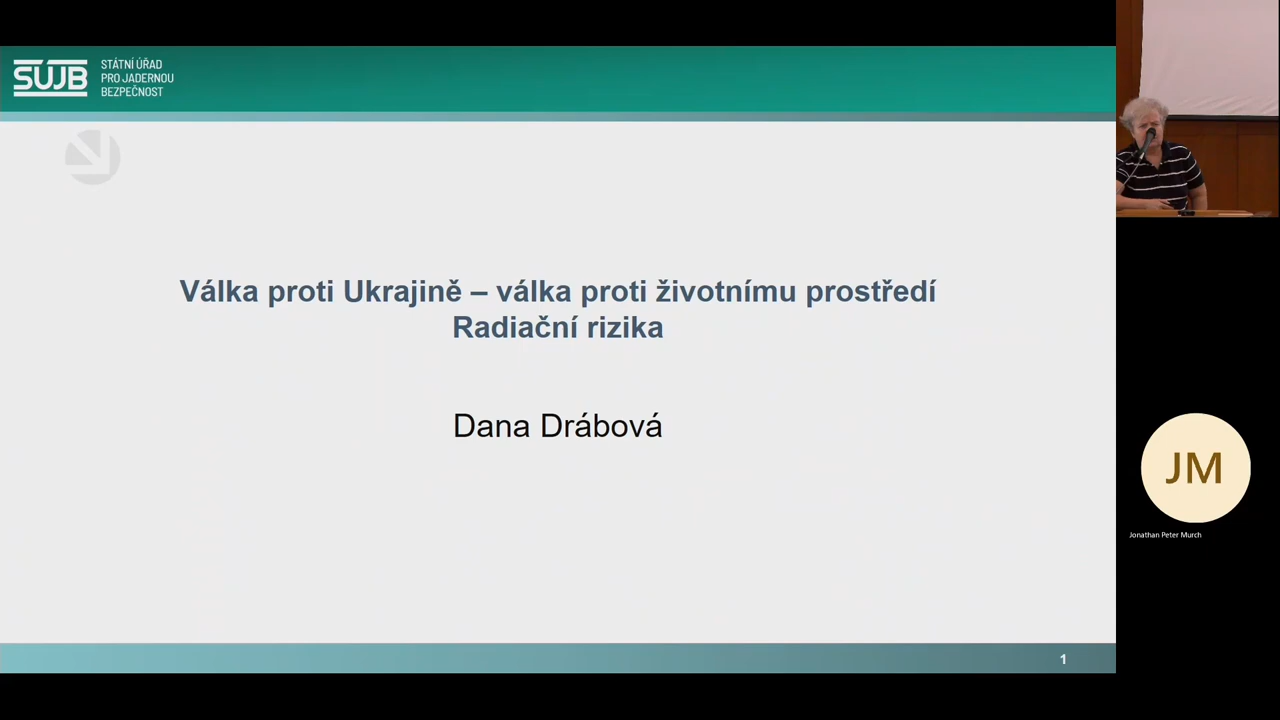 SÚJB
STÁTNÍ ÚŘAD
PRO JADERNOU
BEZPEČNOST
Válka proti Ukrajině – válka proti životnímu prostředí
Radiační rizika
Dana Drábová
1
JM
Jonathan Peter Murch